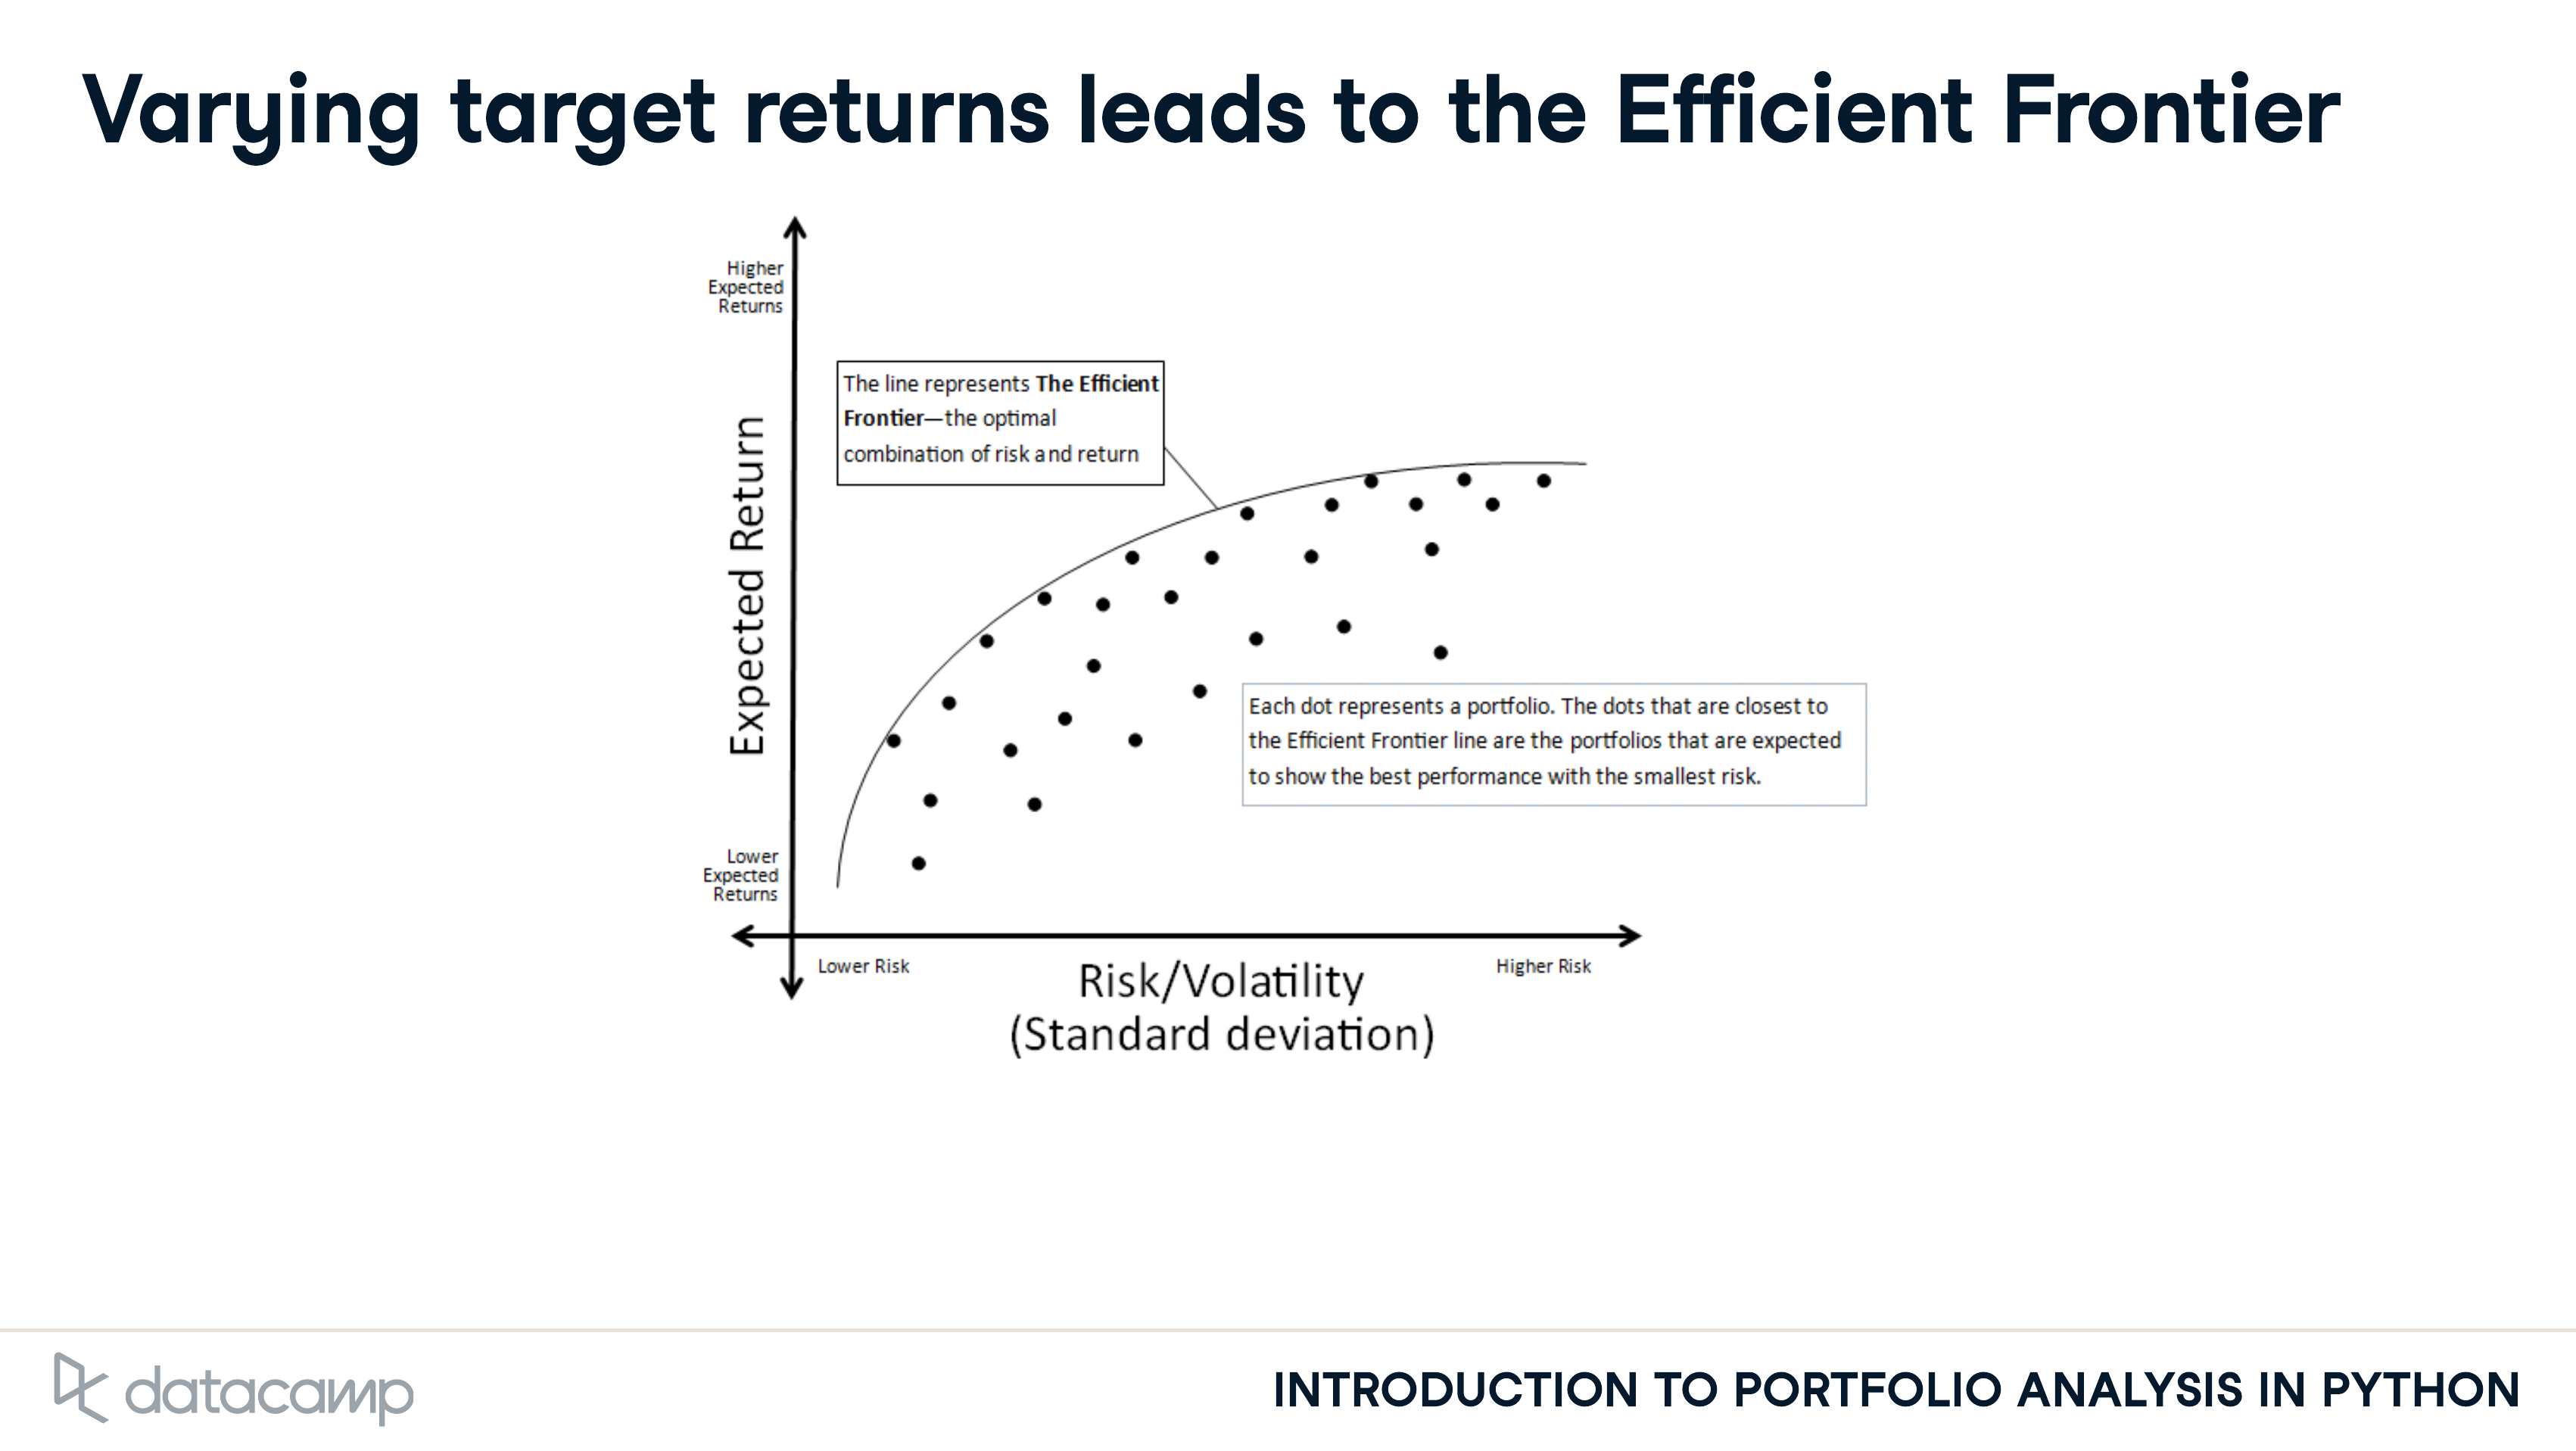 Varying target returns leads to the Efficient Frontier
Higher
Expected
Returns
The line represents The Efficient
Frontier—the optimal
combination of risk and return
Expected Return
Each dot represents a portfolio. The dots that are closest to
the Efficient Frontier line are the portfolios that are expected
to show the best performance with the smallest risk.
Lower
Expected
Returns
Lower Risk
Higher Risk
Risk/Volatility
(Standard deviation)
datacamp
INTRODUCTION TO PORTFOLIO ANALYSIS IN PYTHON